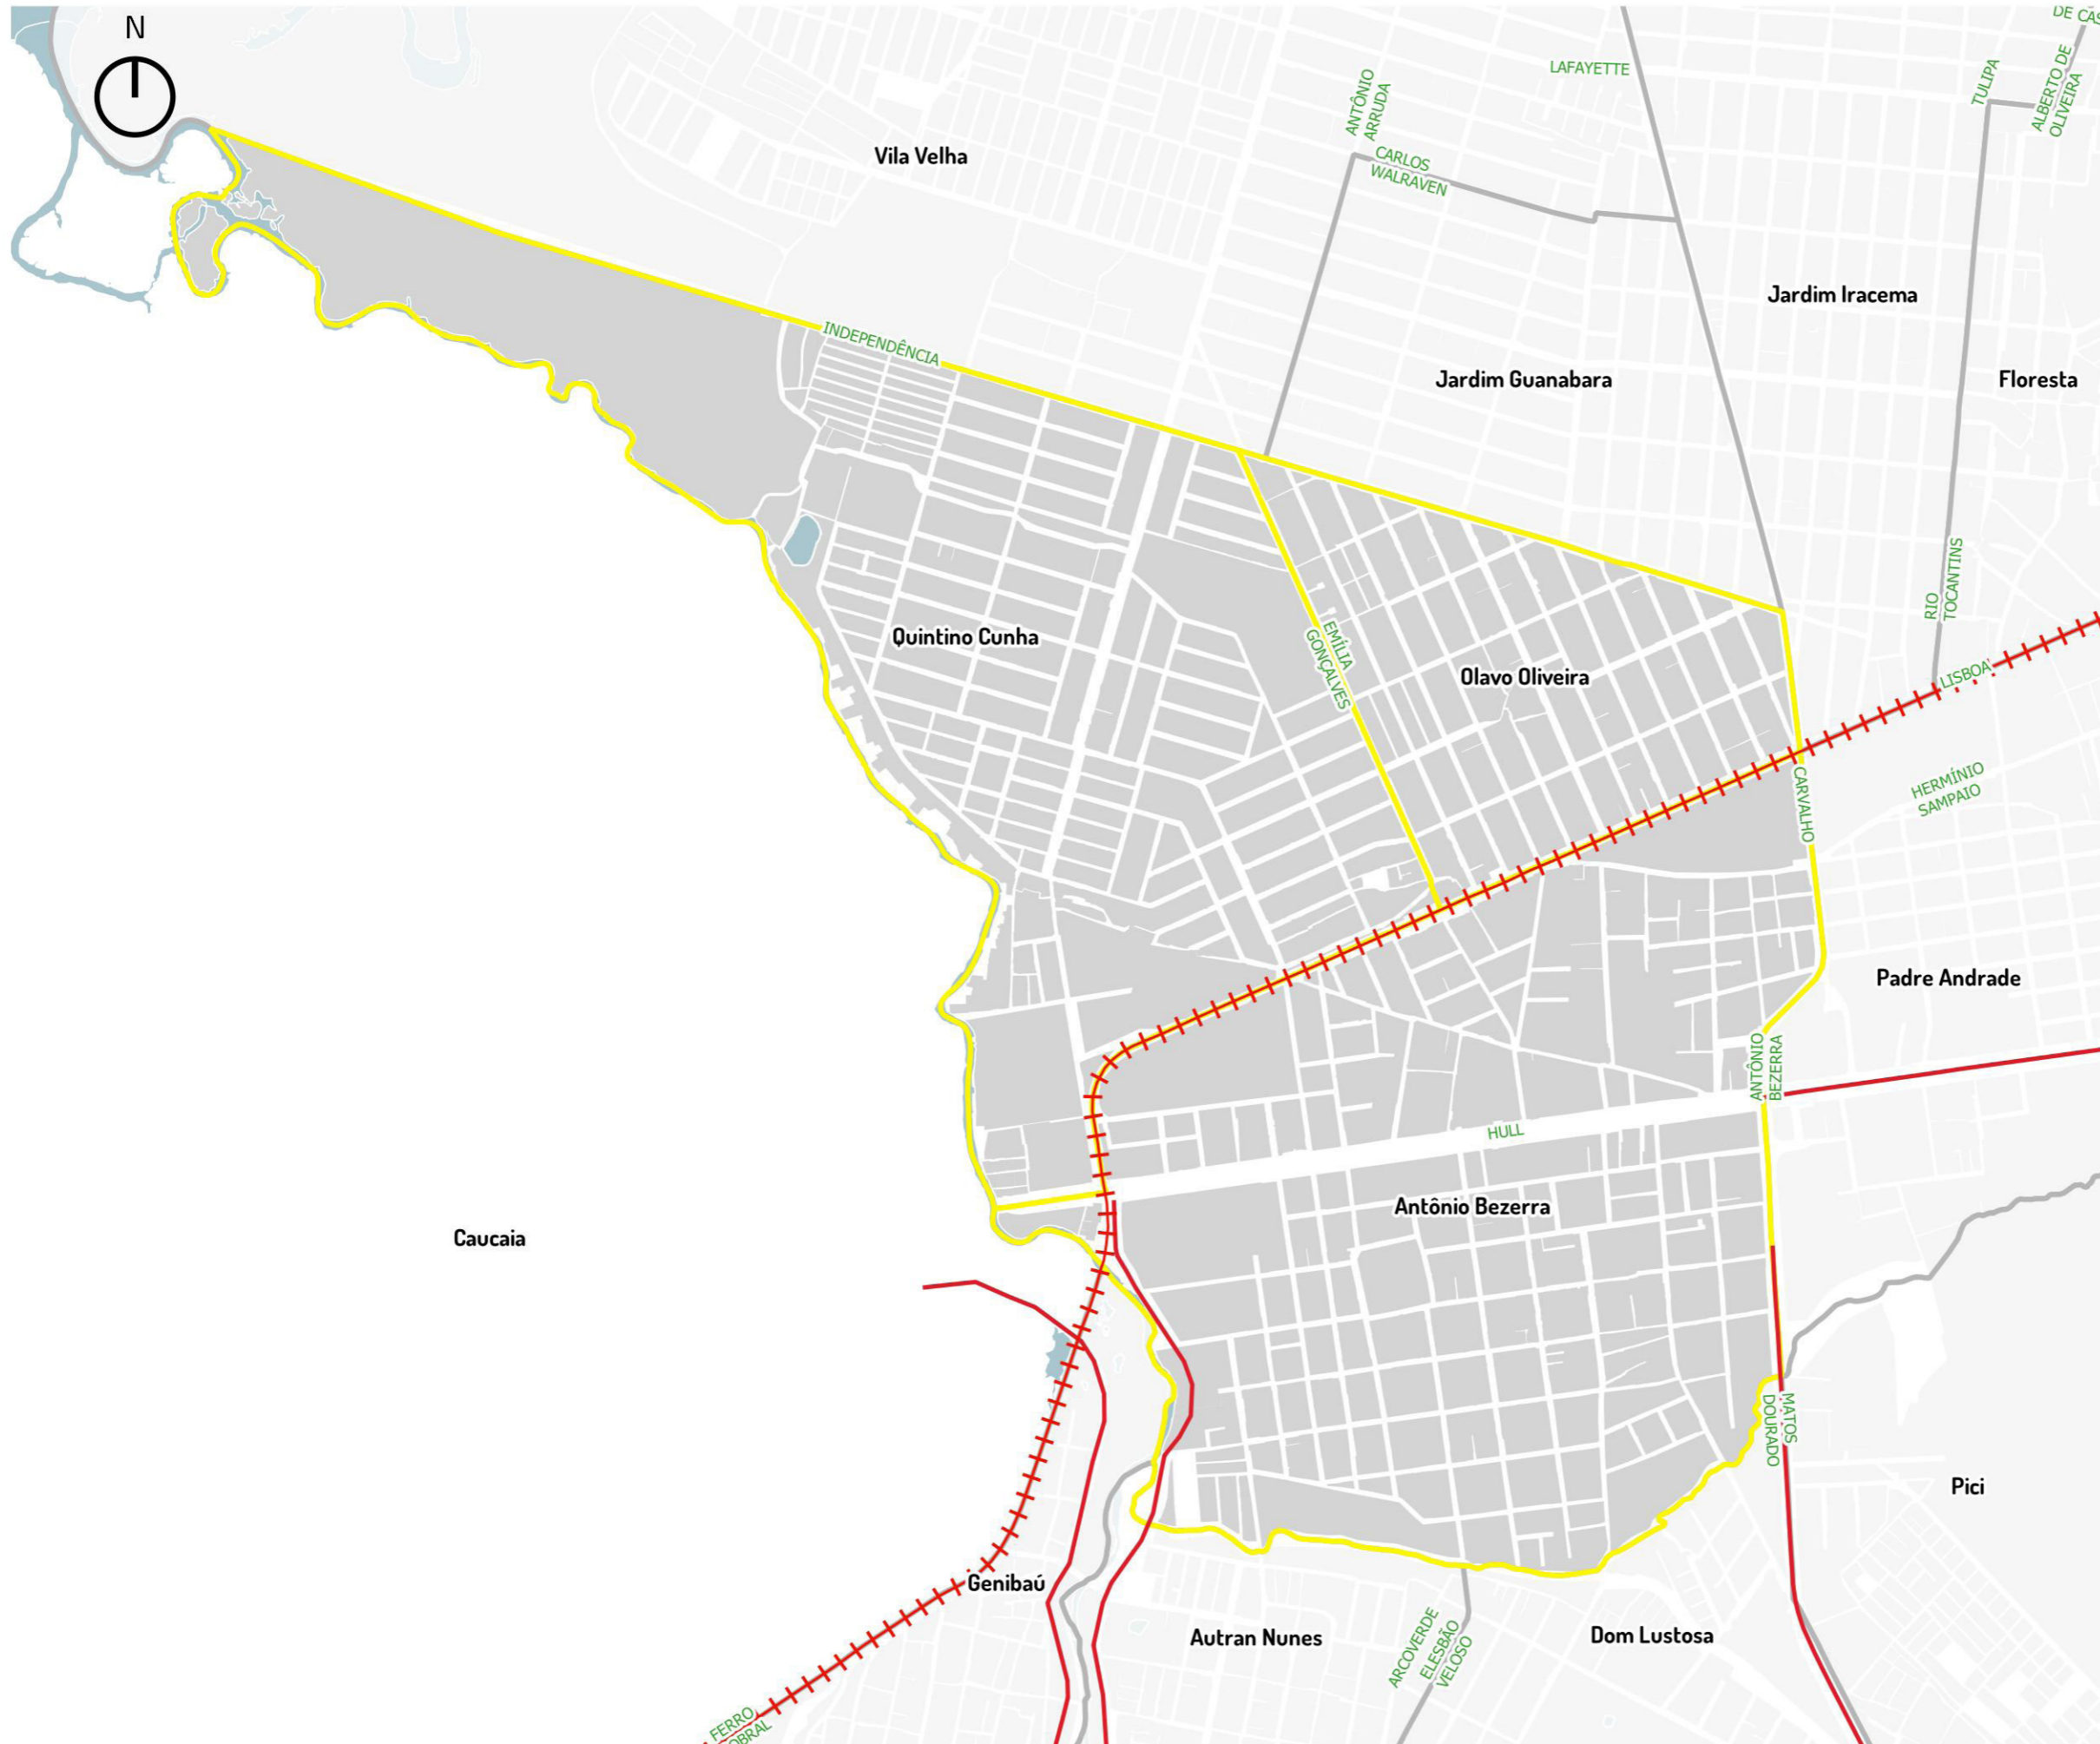 N
DE CAS
LAFAYETTE
ANTÔNIO
ARRUDA
TULIPA
ALBERTO DE
OLIVEIRA
Vila Velha
CARLOS
WALRAVEN
Jardim Iracema
INDEPENDÊNCIA
Jardim Guanabara
Floresta
RIO
TOCANTINS
Quintino Cunha
EMÍLIA
GONÇALVES
Olavo Oliveira
LISBOA
CARVALHO
HERMÍNIO
SAMPAIO
Padre Andrade
ANTÔNIO
BEZERRA
HULL
Antônio Bezerra
Caucaia
MATOS
DOURADO
Pici
Genibaú
Autran Nunes
ARCOVERDE
ELESBÃO
VELOSO
Dom Lustosa
FERRO
OBRAL